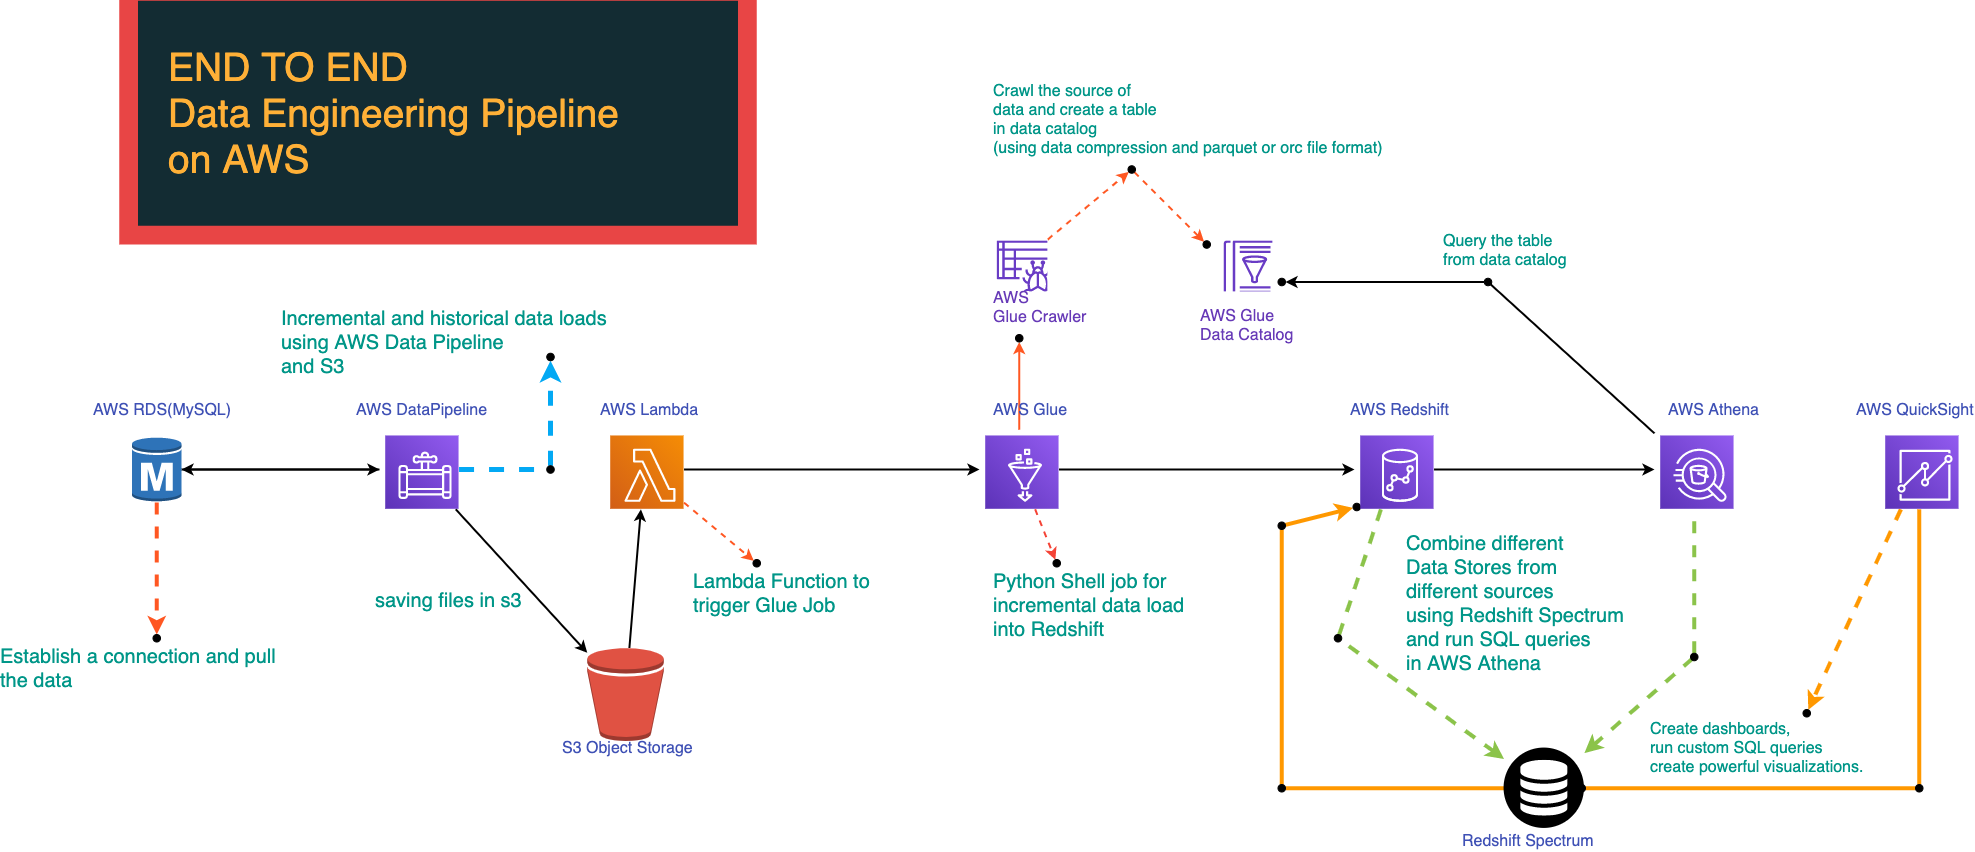 END TO END
Data Engineering Pipeline
on AWS
Crawl the source of
data and create a table
in data catalog
(using data compression and parquet or orc file format)
Query the table
from data catalog
AWS
Glue Crawler
AWS Glue
Data Catalog
Incremental and historical data loads
using AWS Data Pipeline
and S3
AWS RDS(MySQL)
AWS DataPipeline
AWS Lambda
AWS Glue
AWS Redshift
AWS Athena
AWS QuickSight
M
Establish a connection and pull
the data
saving files in s3
S3 Object Storage
Lambda Function to
trigger Glue Job
Python Shell job for
incremental data load
into Redshift
Combine different
Data Stores from
different sources
using Redshift Spectrum
and run SQL queries
in AWS Athena
Create dashboards,
run custom SQL queries
create powerful visualizations.
Redshift Spectrum